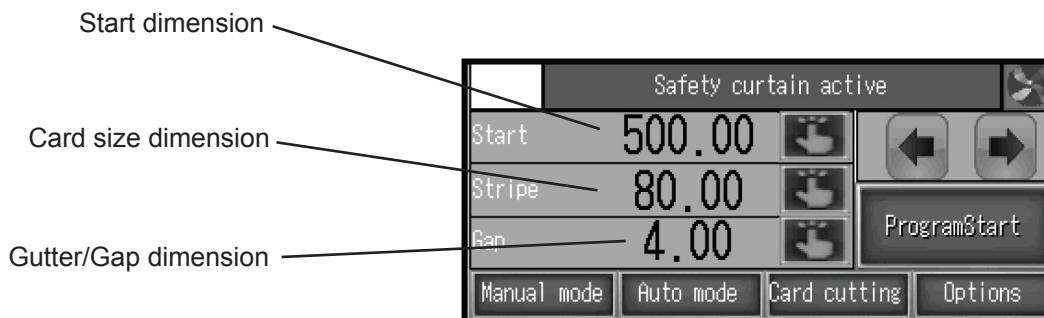 Start dimension
Safety curtain active
Start 500.00
Card size dimension
Stripe 80.00
ProgramStart
Gutter/Gap dimension
Gap 4.00
Manual mode Auto mode Card cutting Options